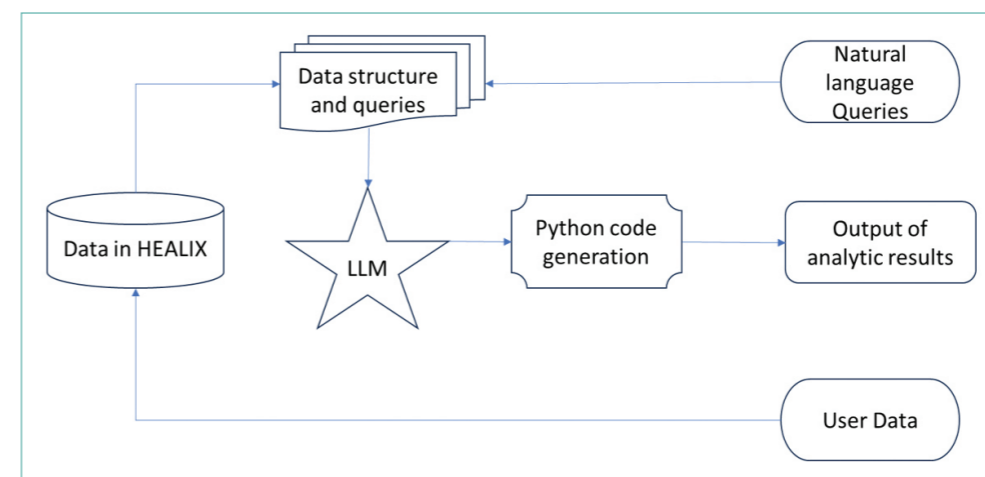 Data structure
and queries
Natural
language
Queries
Data in HEALIX
LLM
Python code
generation
Output of
analytic results
User Data